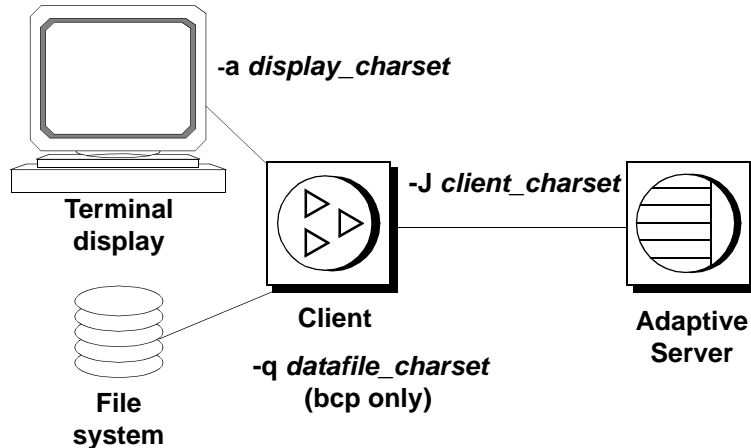 -a display_charset
-J client_charset
Terminal
display
Client
Adaptive
Server
-q datafile_charset
(bcp only)
File
system